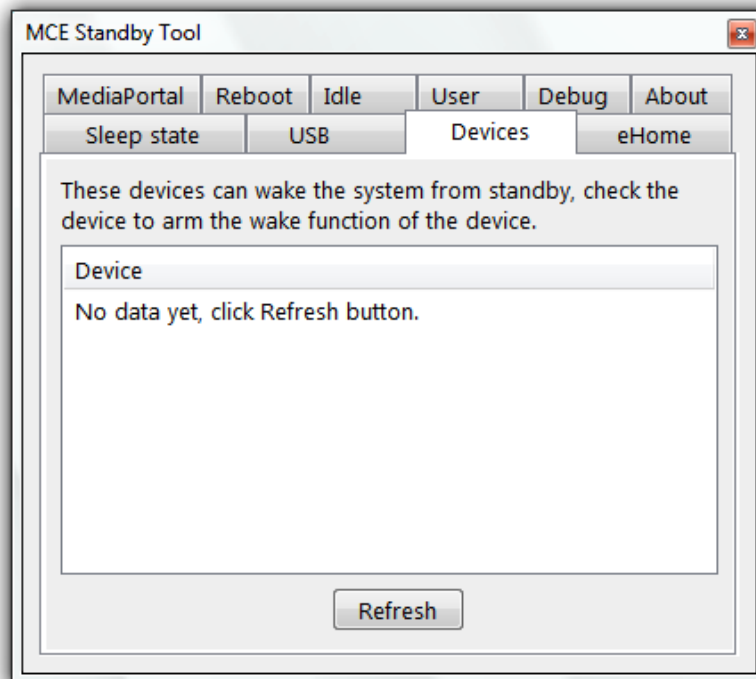 MCE Standby Tool
MediaPortal Reboot Idle User Debug About
Sleep state USB Devices eHome
These devices can wake the system from standby, check the
device to arm the wake function of the device.
Device
No data yet, click Refresh button.
Refresh